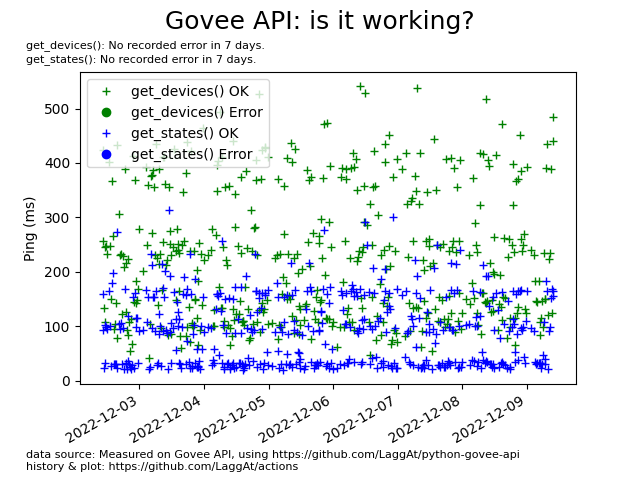 Govee API: is it working?
get_devices(): No recorded error in 7 days.
get_states(): No recorded error in 7 days.
get_devices() OK
get_devices() Error
get_states() OK
get_states() Error
Ping (ms)
500
400
300
200
100
0
2022-12-03
2022-12-04
2022-12-05
2022-12-06
2022-12-07
2022-12-08
2022-12-09
data source: Measured on Govee API, using https://github.com/LaggAt/python-govee-api
history & plot: https://github.com/LaggAt/actions